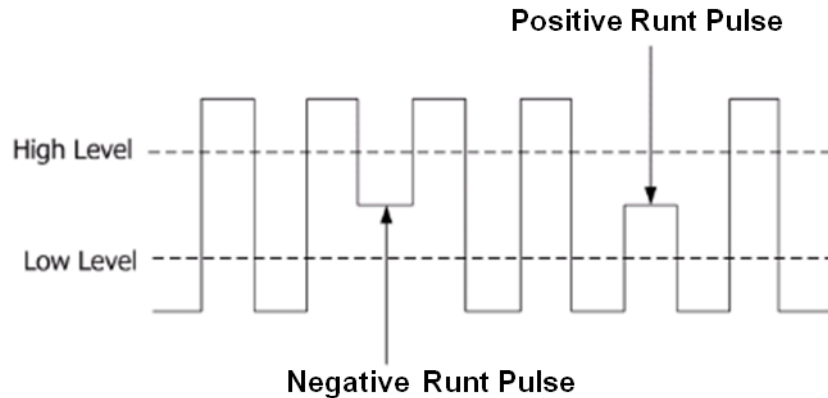 Positive Runt Pulse
High Level
Low Level
Negative Runt Pulse